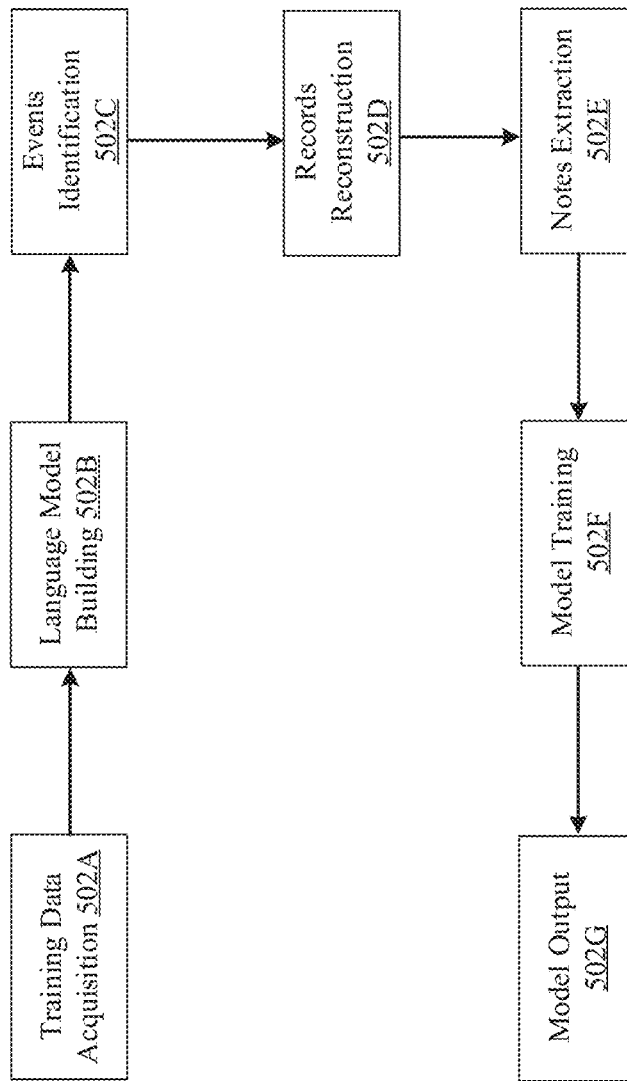 Training Data
Acquisition 502A
Language Model
Building 502B
Events
Identification
502C
Records
Reconstruction
502D
Notes Extraction
502E
Model Training
502F
Model Output
502G